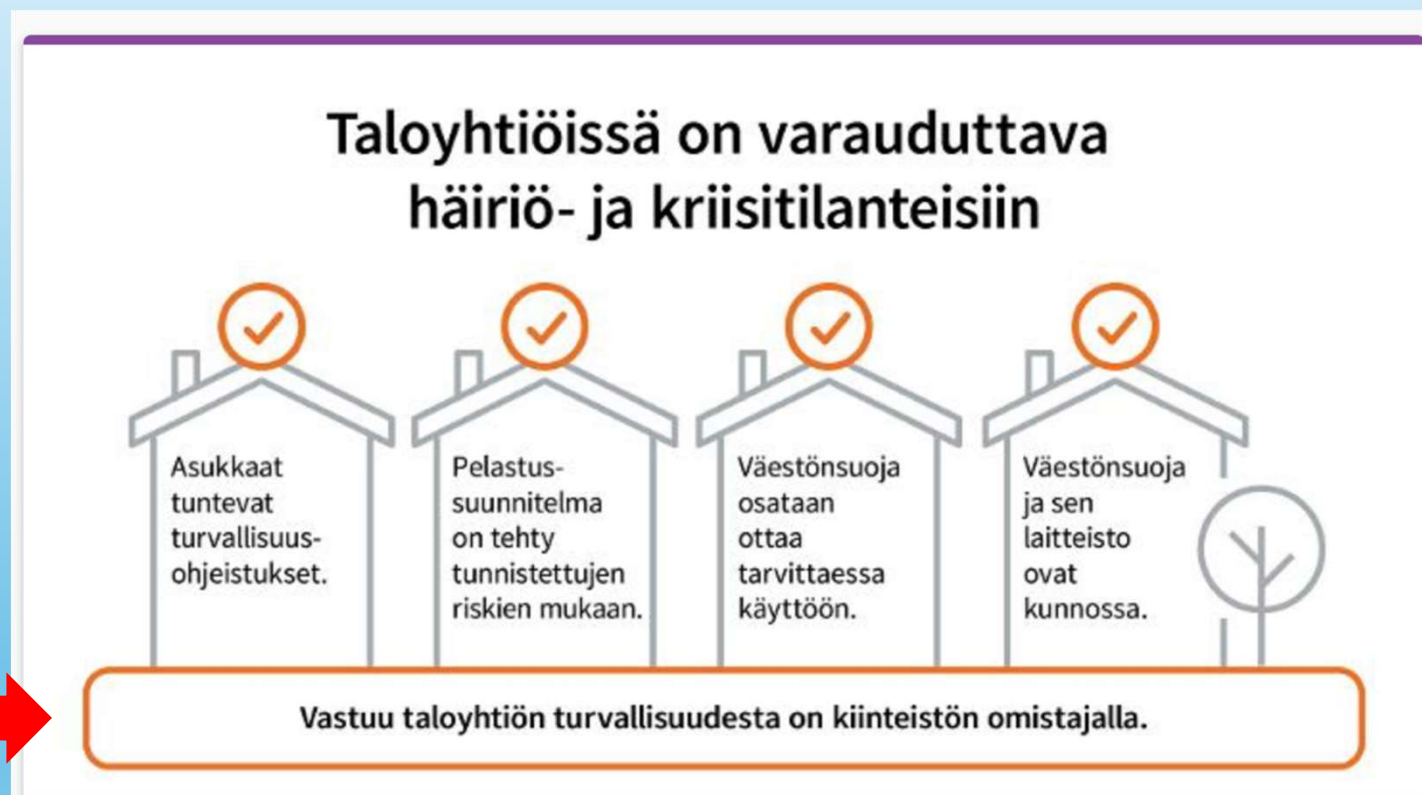 Taloyhtiöissä on varauduttava
häiriö- ja kriisitilanteisiin
Asukkaat
tuntevat
turvallisuus-
ohjeistukset.
Pelastus-
suunnitelma
on tehty
tunnistettujen
riskien mukaan.
Väestönsuoja
osataan
ottaa
tarvittaessa
käyttöön.
Väestönsuoja
ja sen
laitteisto
ovat
kunnossa.
Vastuu taloyhtiön turvallisuudesta on kiinteistön omistajalla.